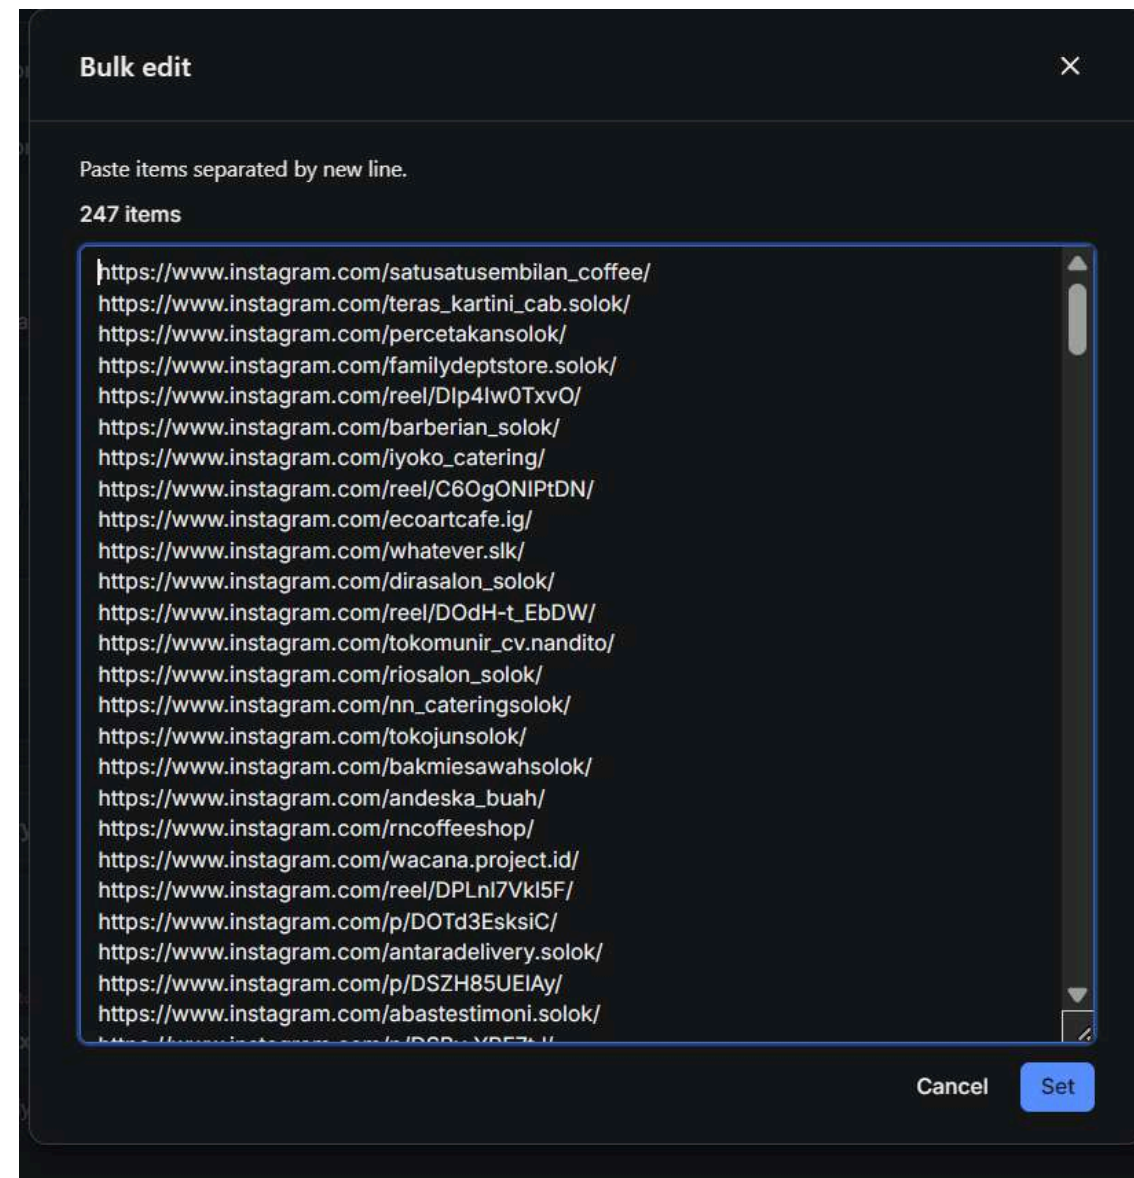 Bulk edit
Paste items separated by new line.
247 items
https://www.instagram.com/satusatusembilan_coffee/
https://www.instagram.com/teras_kartini_cab.solok/
https://www.instagram.com/percetakansolok/
https://www.instagram.com/familydeptstore.solok/
https://www.instagram.com/reel/DIp4Iw0TxvO/
https://www.instagram.com/barberian_solok/
https://www.instagram.com/iyoko_catering/
https://www.instagram.com/reel/C6OgONIPtDN/
https://www.instagram.com/ecoartcafe.ig/
https://www.instagram.com/whatever.slk/
https://www.instagram.com/dirasalon_solok/
https://www.instagram.com/reel/DOdH-t_EbDW/
https://www.instagram.com/tokomunir_cv.nandito/
https://www.instagram.com/riosalon_solok/
https://www.instagram.com/nn_cateringsolok/
https://www.instagram.com/tokojunsolok/
https://www.instagram.com/bakmiesawahsolok/
https://www.instagram.com/andeska_buah/
https://www.instagram.com/rncoffeeshop/
https://www.instagram.com/wacana.project.id/
https://www.instagram.com/reel/DPLnI7VkI5F/
https://www.instagram.com/p/DOTd3EsksiC/
https://www.instagram.com/antaradelivery.solok/
https://www.instagram.com/p/DSZH85UEIAy/
https://www.instagram.com/abastestimoni.solok/
Cancel
Set